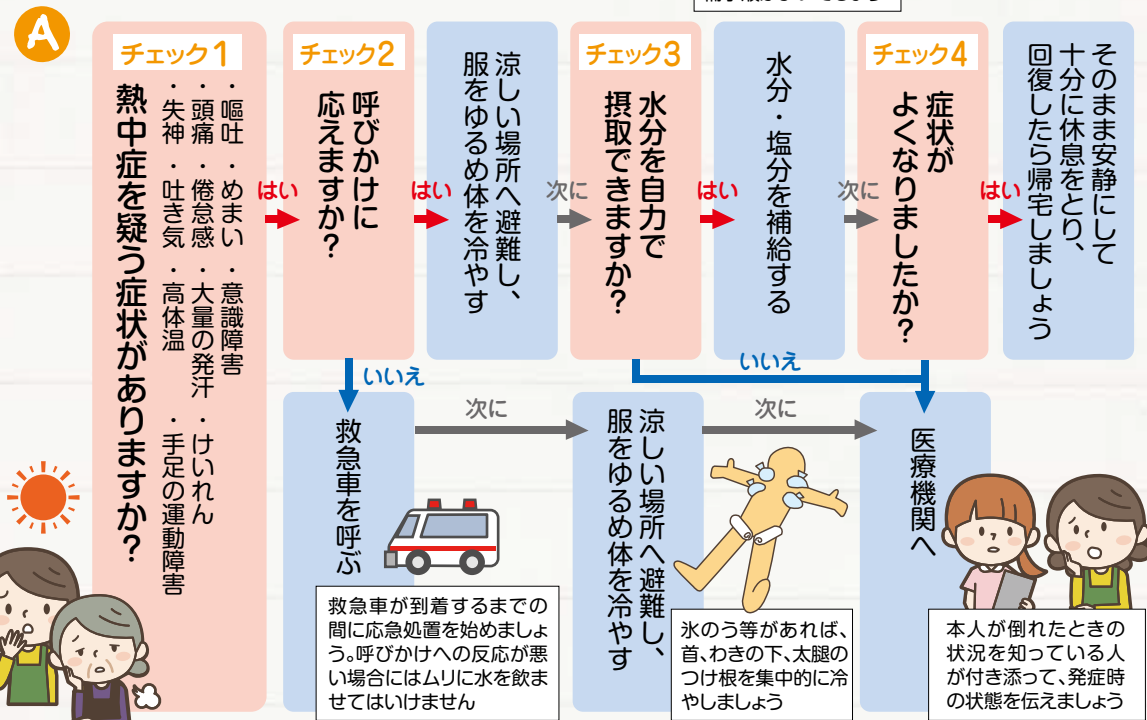 A
チェック1
熱中症を疑う症状がありますか?
・嘔吐 ・めまい ・意識障害
・頭痛 ・倦怠感 ・大量の発汗 ・けいれん
・失神 ・吐き気 ・高体温 ・手足の運動障害
はい
チェック2
呼びかけに
応えますか?
はい
涼しい場所へ避難し、
服をゆるめ体を冷やす
次に
チェック3
水分を自力で
摂取できますか?
はい
水分・塩分を補給する
次に
チェック4
症状が
よくなりましたか?
はい
そのまま安静にして
十分に休息をとり、
回復したら帰宅しましょう
いいえ
いいえ
救急車を呼ぶ
次に
涼しい場所へ避難し、
服をゆるめ体を冷やす
次に
医療機関へ
救急車が到着するまでの
間に応急処置を始めましょ
う。呼びかけへの反応が悪
い場合にはムリに水を飲ま
せてはいけません
氷のう等があれば、
首、わきの下、太腿の
つけ根を集中的に冷
やしましょう
本人が倒れたときの
状況を知っている人
が付き添って、発症時
の状態を伝えましょう